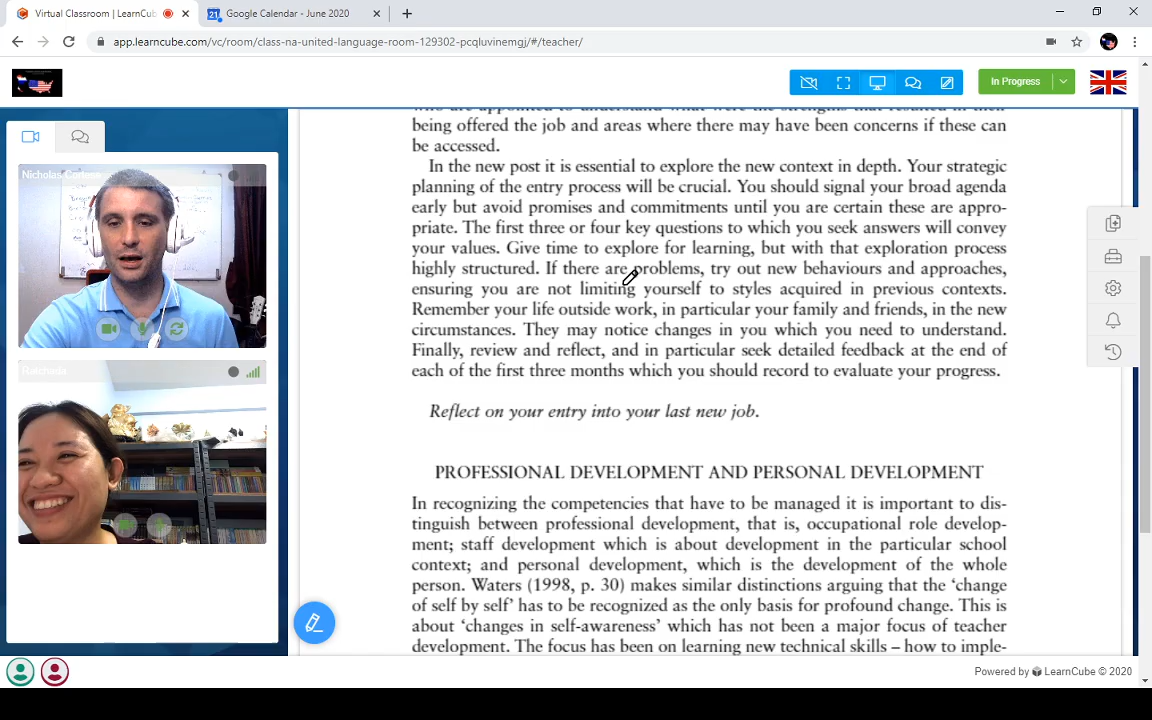 Virtual Classroom | LearnCub
Google Calendar - June 2020
app.learncube.com/vc/room/class-na-united-language-room-129302-pcqluvinemgj/#/teacher/
In Progress
Nicholas
Ratchada
who are appointed to understand what were the strengths that resulted in their
being offered the job and areas where there may have been concerns if these can
be accessed.
In the new post it is essential to explore the new context in depth. Your strategic
planning of the entry process will be crucial. You should signal your broad agenda
early but avoid promises and commitments until you are certain these are appro-
priate. The first three or four key questions to which you seek answers will convey
your values. Give time to explore for learning, but with that exploration process
highly structured. If there are problems, try out new behaviours and approaches,
ensuring you are not limiting yourself to styles acquired in previous contexts.
Remember your life outside work, in particular your family and friends, in the new
circumstances. They may notice changes in you which you need to understand.
Finally, review and reflect, and in particular seek detailed feedback at the end of
each of the first three months which you should record to evaluate your progress.
Reflect on your entry into your last new job.
PROFESSIONAL DEVELOPMENT AND PERSONAL DEVELOPMENT
In recognizing the competencies that have to be managed it is important to dis-
tinguish between professional development, that is, occupational role develop-
ment; staff development which is about development in the particular school
context; and personal development, which is the development of the whole
person. Waters (1998, p. 30) makes similar distinctions arguing that the ‘change
of self by self’ has to be recognized as the only basis for profound change. This is
about ‘changes in self-awareness’ which has not been a major focus of teacher
development. The focus has been on learning new technical skills – how to imple-
Powered by LearnCube © 2020